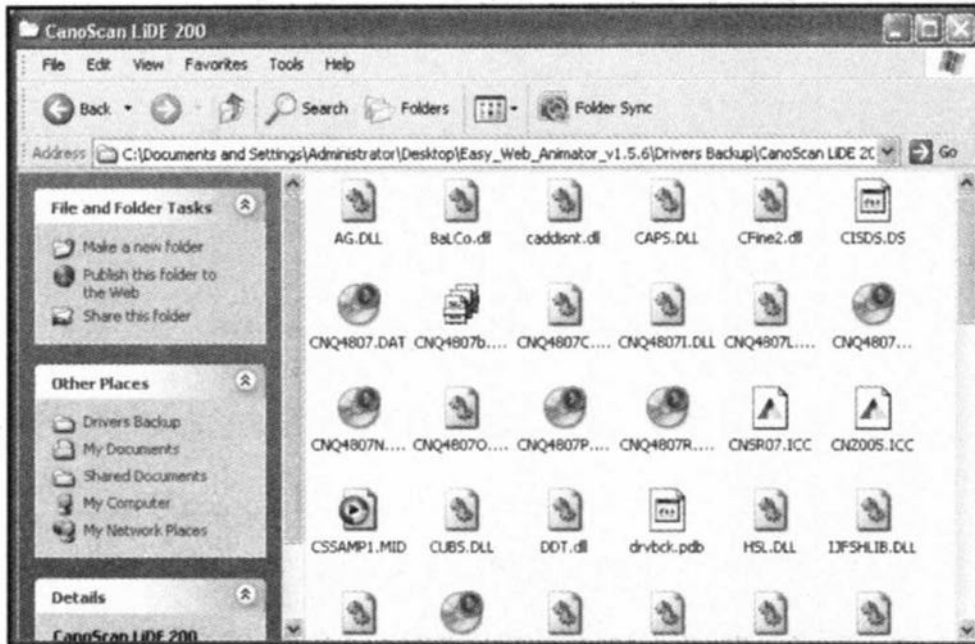 CanoScan LiDE 200
File Edit View Favorites Tools Help
Back Search Folders Folder Sync
Address C:\Documents and Settings\Administrator\Desktop\Easy_Web_Animator_v1.5.6\Drivers Backup\CanoScan LiDE 20 Go
File and Folder Tasks
Make a new folder
Publish this folder to
the Web
Share this folder
Other Places
Drivers Backup
My Documents
Shared Documents
My Computer
My Network Places
Details
CanoScan LiDE 200
AG.DLL BaLCo.dll caddisnt.dll CAPS.DLL CFine2.dll CISDS.DS
CNQ4807.DAT CNQ4807b.... CNQ4807C.... CNQ4807I.DLL CNQ4807L.... CNQ4807...
CNQ4807N.... CNQ4807O.... CNQ4807P.... CNQ4807R.... CNSR07.ICC CNZ005.ICC
CSSAMP1.MID CUBS.DLL DDT.dll drvbck.pdb HSL.DLL IJFSHLIB.DLL